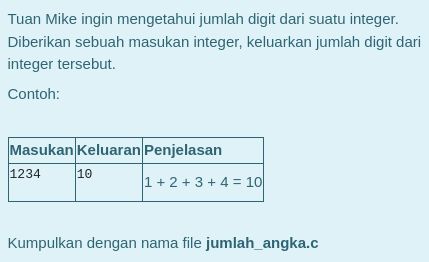 Tuan Mike ingin mengetahui jumlah digit dari suatu integer.
Diberikan sebuah masukan integer, keluarkan jumlah digit dari
integer tersebut.
Contoh:
Masukan Keluaran Penjelasan
1234 10 1 + 2 + 3 + 4 = 10
Kumpulkan dengan nama file jumlah_angka.c